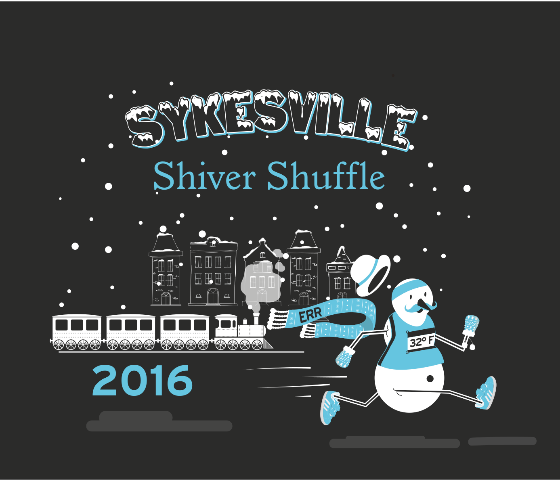 SYKESVILLE
Shiver Shuffle
ERR
32° F
2016